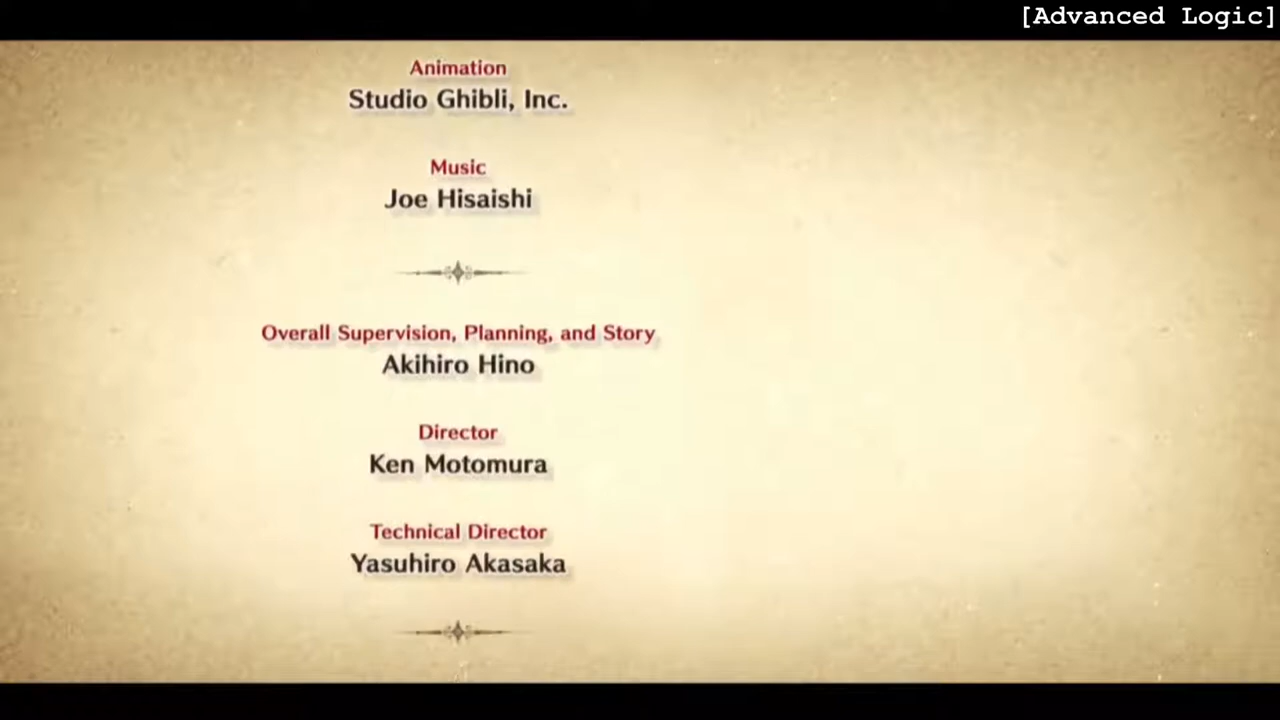 [Advanced Logic]
Animation
Studio Ghibli, Inc.
Music
Joe Hisaishi
Overall Supervision, Planning, and Story
Akihiro Hino
Director
Ken Motomura
Technical Director
Yasuhiro Akasaka